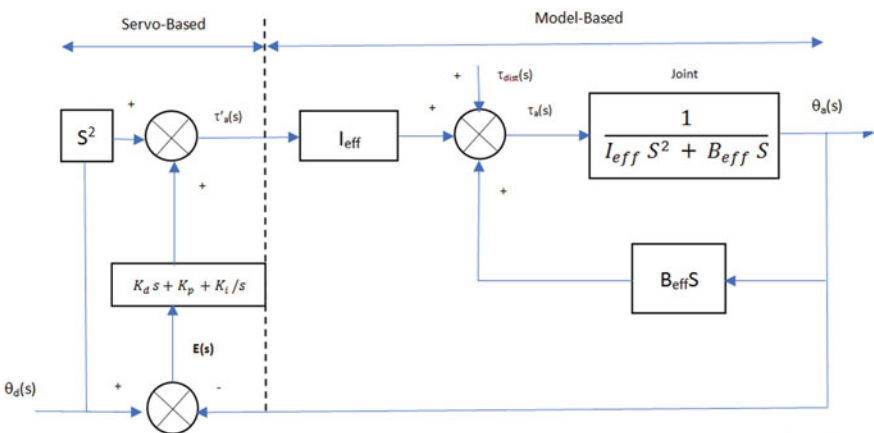 Servo-Based
Model-Based
+
τdist(s)
Joint
S²
+
τ'a(s)
Ieff
+
τa(s)
1
Ieff S² + Beff S
θa(s)
+
+
Kd s + Kp + Ki /s
BeffS
E(s)
θd(s)
+
-